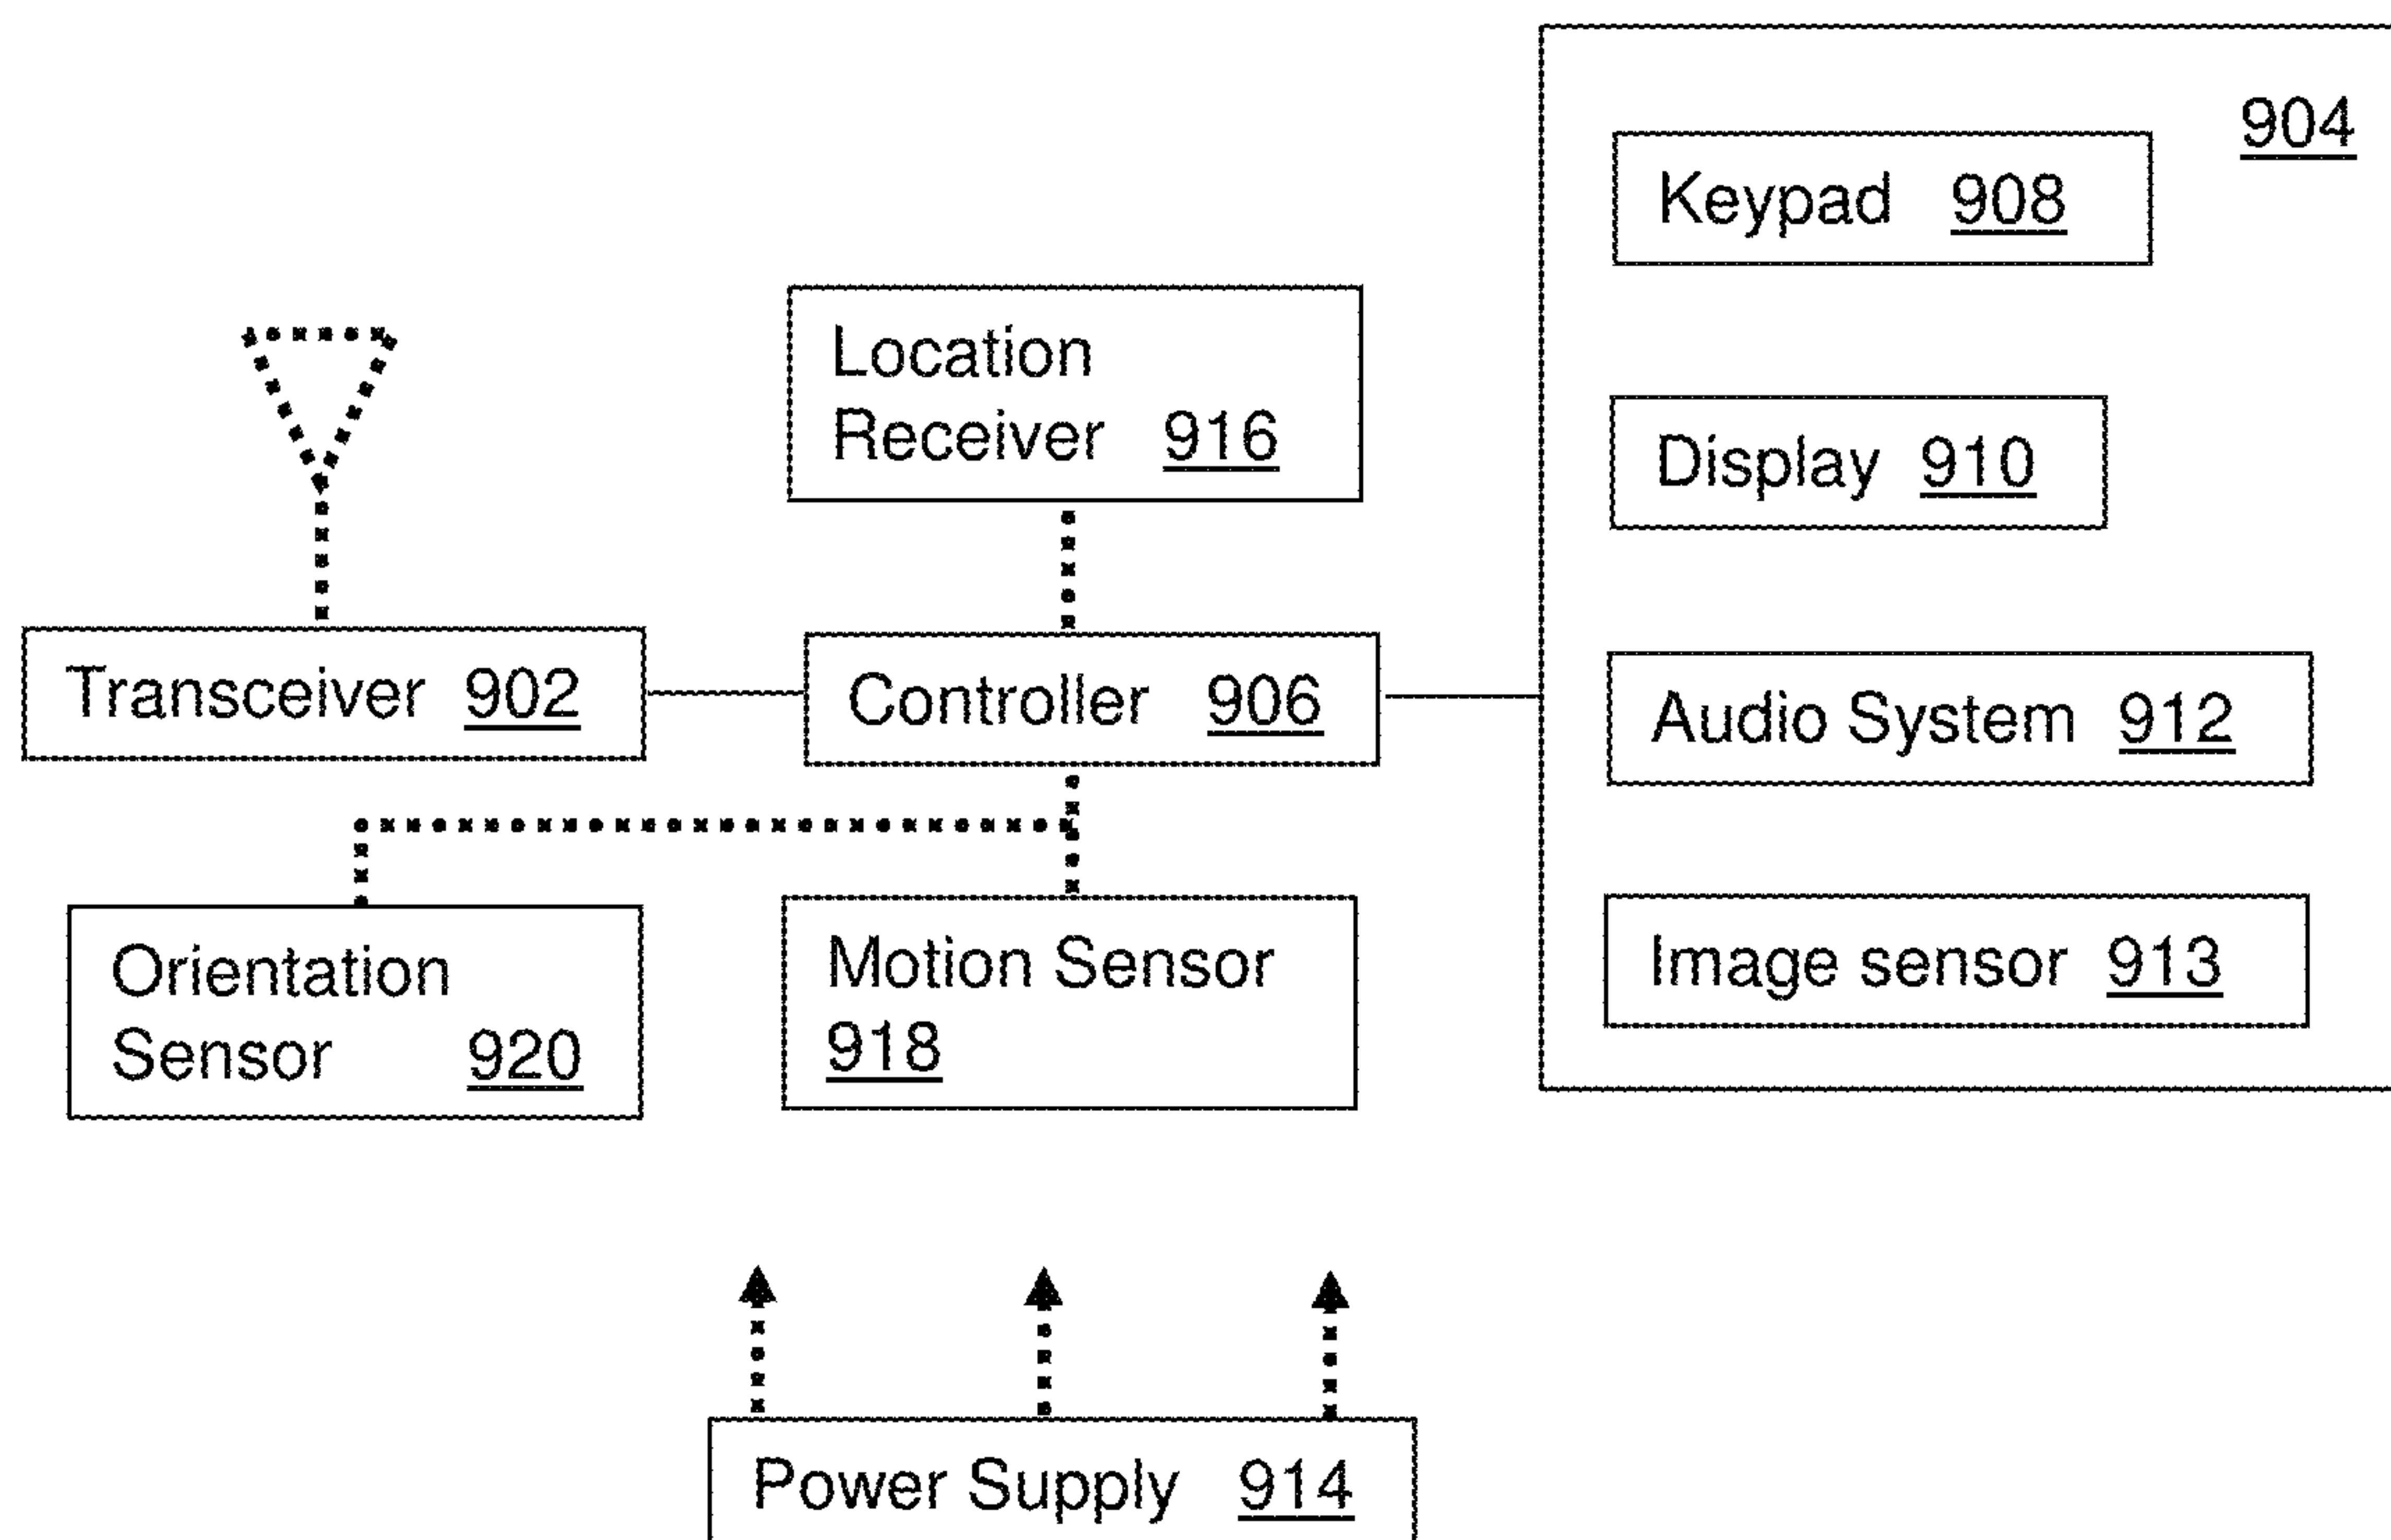 904
Keypad 908
Location
Receiver 916
Display 910
Transceiver 902
Controller 906
Audio System 912
Orientation
Sensor 920
Motion Sensor
918
Image sensor 913
Power Supply 914